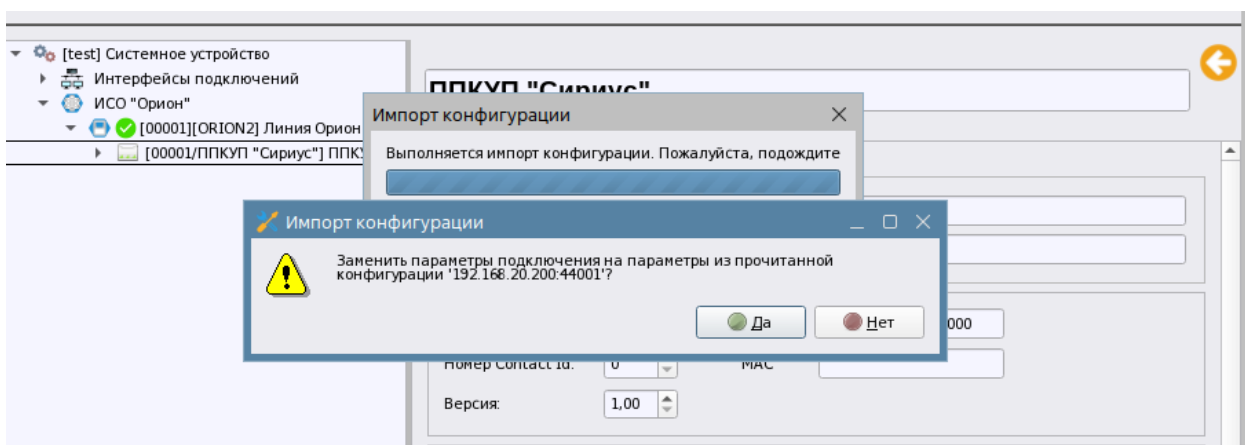 [test] Системное устройство
Интерфейсы подключений
ИСО "Орион"
[00001][ORION2] Линия Орион
[00001/ППКУП "Сириус"]
ППКУП "Сириус"
Импорт конфигурации
Выполняется импорт конфигурации. Пожалуйста, подождите
Импорт конфигурации
Заменить параметры подключения на параметры из прочитанной
конфигурации '192.168.20.200:44001'?
Да
Нет
000
Номер Contact Id:
0
MAC
Версия:
1,00